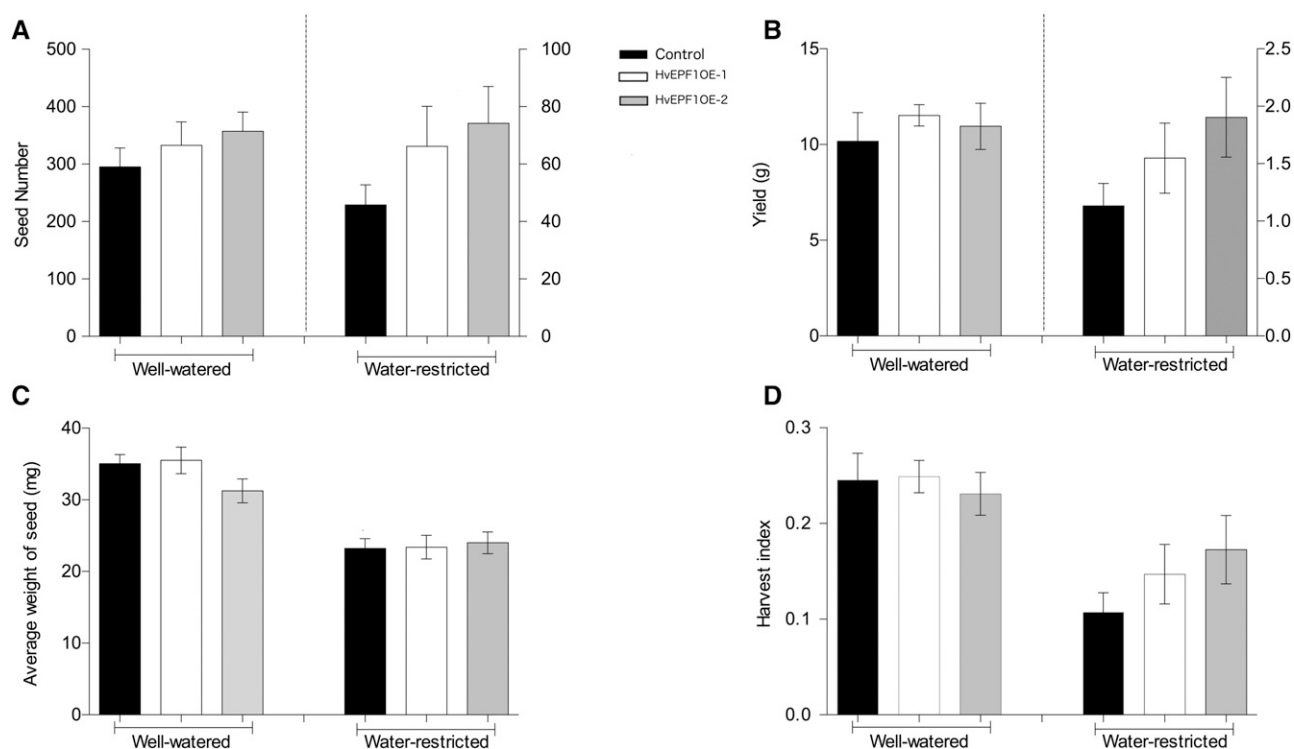 A
B
500
400
300
200
100
0
Seed Number
100
80
60
40
20
0
Control
HvEPF1OE-1
HvEPF1OE-2
15
10
5
0
Yield (g)
2.5
2.0
1.5
1.0
0.5
0.0
Well-watered
Water-restricted
Well-watered
Water-restricted
C
D
40
30
20
10
0
Average weight of seed (mg)
0.3
0.2
0.1
0.0
Harvest index
Well-watered
Water-restricted
Well-watered
Water-restricted